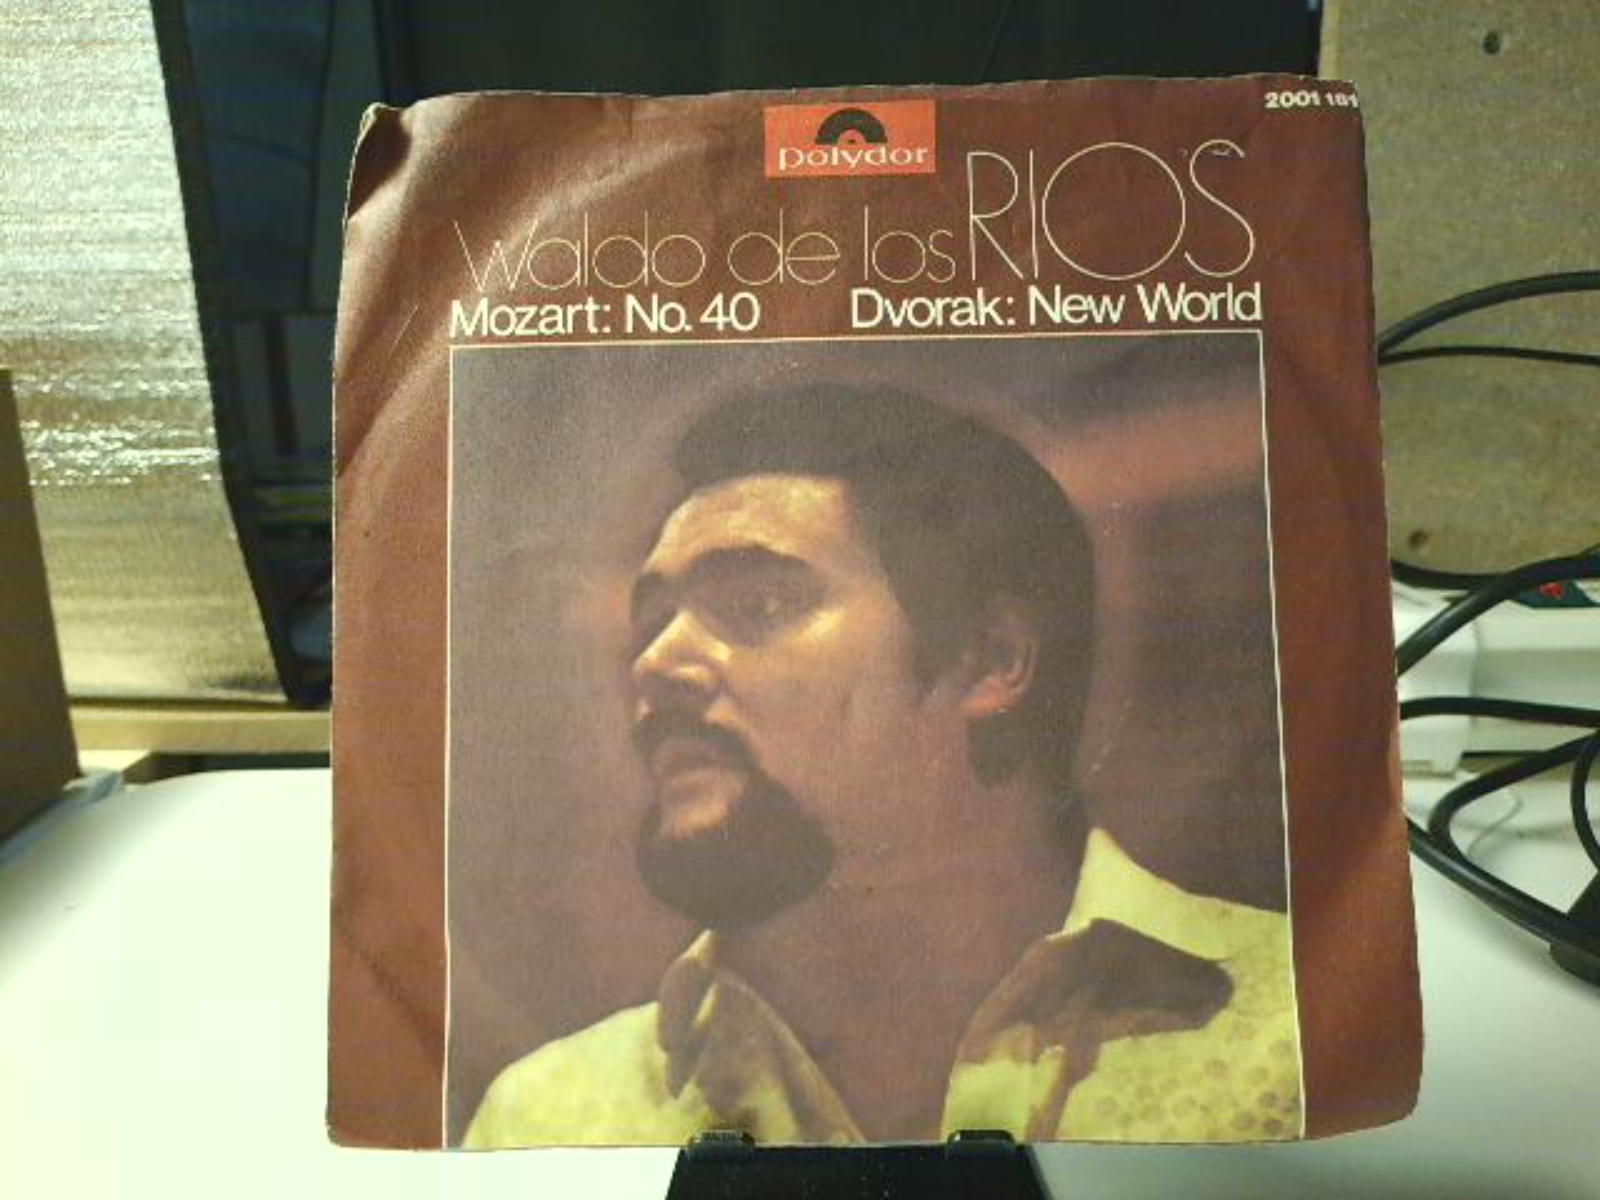 2001 181
polydor
Waldo de los RIOS
Mozart: No. 40 Dvorak: New World